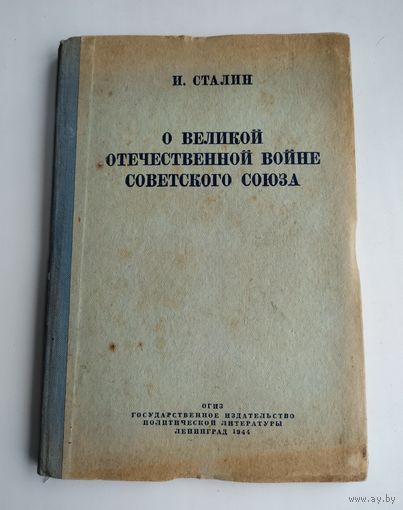 И. СТАЛИН
О ВЕЛИКОЙ
ОТЕЧЕСТВЕННОЙ ВОЙНЕ
СОВЕТСКОГО СОЮЗА
ОГИЗ
ГОСУДАРСТВЕННОЕ ИЗДАТЕЛЬСТВО
ПОЛИТИЧЕСКОЙ ЛИТЕРАТУРЫ
ЛЕНИНГРАД 1944
www.ay.by